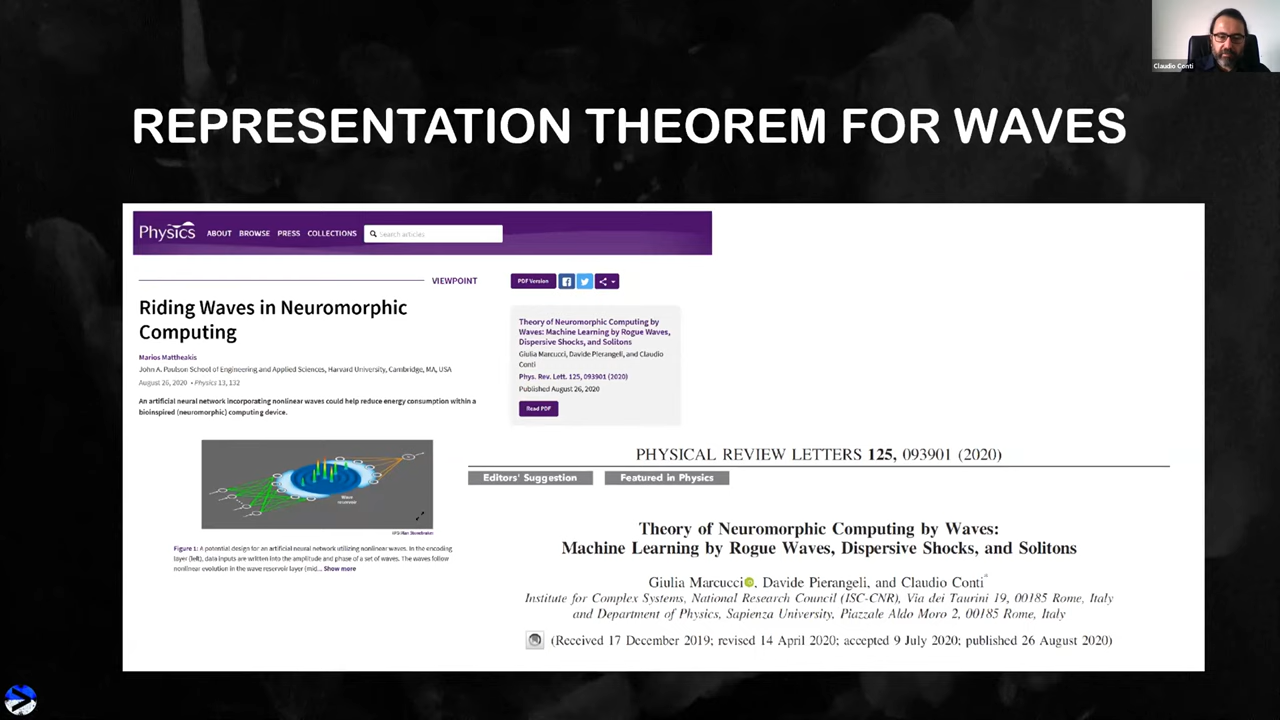 Claudio Conti
REPRESENTATION THEOREM FOR WAVES
Physics ABOUT BROWSE PRESS COLLECTIONS Search articles
VIEWPOINT
Riding Waves in Neuromorphic
Computing
Marios Mattheakis
John A. Paulson School of Engineering and Applied Sciences, Harvard University, Cambridge, MA, USA
August 26, 2020 • Physics 13, 132
An artificial neural network incorporating nonlinear waves could help reduce energy consumption within a
bioinspired (neuromorphic) computing device.
Wave
reservoir
Figure 1: A potential design for an artificial neural network utilizing nonlinear waves. In the encoding
layer (left), data inputs are written into the amplitude and phase of a set of waves. The waves follow
nonlinear evolution in the wave reservoir layer (mid... Show more
PDF Version
Theory of Neuromorphic Computing by
Waves: Machine Learning by Rogue Waves,
Dispersive Shocks, and Solitons
Giulia Marcucci, Davide Pierangeli, and Claudio
Conti
Phys. Rev. Lett. 125, 093901 (2020)
Published August 26, 2020
Read PDF
PHYSICAL REVIEW LETTERS 125, 093901 (2020)
Editors' Suggestion Featured in Physics
Theory of Neuromorphic Computing by Waves:
Machine Learning by Rogue Waves, Dispersive Shocks, and Solitons
Giulia Marcucci, Davide Pierangeli, and Claudio Conti*
Institute for Complex Systems, National Research Council (ISC-CNR), Via dei Taurini 19, 00185 Rome, Italy
and Department of Physics, Sapienza University, Piazzale Aldo Moro 2, 00185 Rome, Italy
(Received 17 December 2019; revised 14 April 2020; accepted 9 July 2020; published 26 August 2020)